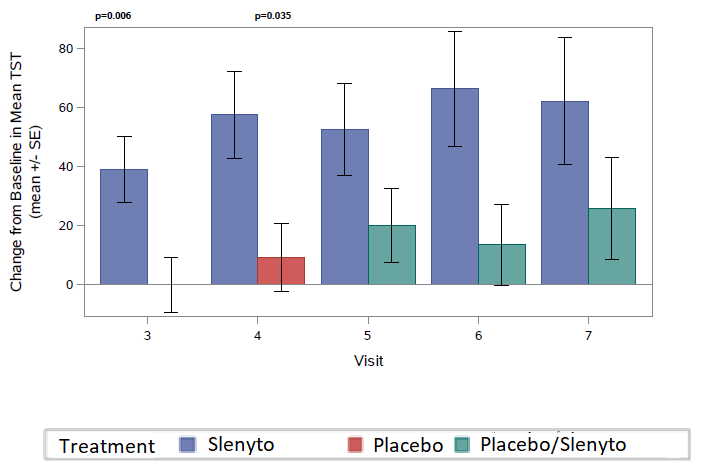 p=0.006 p=0.035
80
60
40
20
0
Change from Baseline in Mean TST
(mean +/- SE)
3 4 5 6 7
Visit
Treatment Slenyto Placebo Placebo/Slenyto